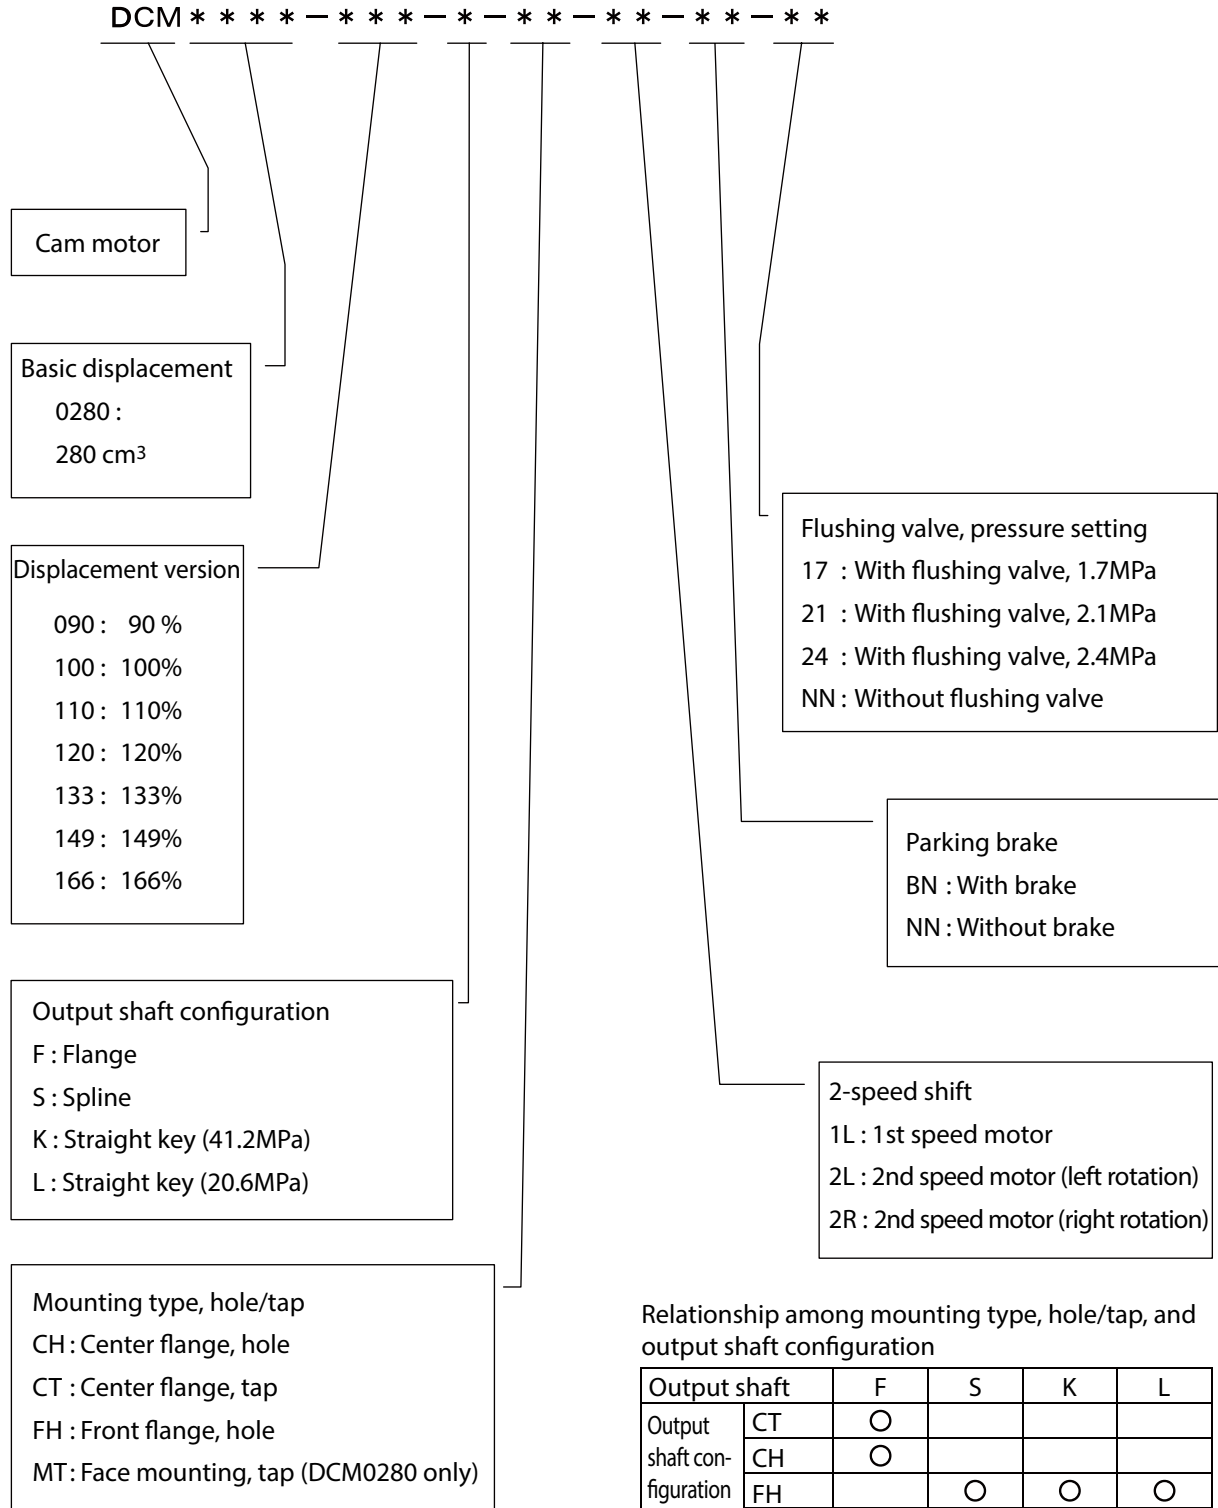 DCM＊＊＊＊－＊＊＊－＊－＊＊－＊＊－＊＊－＊＊
Cam motor
Basic displacement
0280 :
280 cm3
Displacement version
090 : 90 %
100 : 100%
110 : 110%
120 : 120%
133 : 133%
149 : 149%
166 : 166%
Output shaft configuration
F : Flange
S : Spline
K : Straight key (41.2MPa)
L : Straight key (20.6MPa)
Mounting type, hole/tap
CH : Center flange, hole
CT : Center flange, tap
FH : Front flange, hole
MT : Face mounting, tap (DCM0280 only)
Flushing valve, pressure setting
17 : With flushing valve, 1.7MPa
21 : With flushing valve, 2.1MPa
24 : With flushing valve, 2.4MPa
NN : Without flushing valve
Parking brake
BN : With brake
NN : Without brake
2-speed shift
1L : 1st speed motor
2L : 2nd speed motor (left rotation)
2R : 2nd speed motor (right rotation)
Relationship among mounting type, hole/tap, and
output shaft configuration
Output shaft F S K L
Output shaft con- figuration
CT ○
CH ○
FH ○ ○ ○